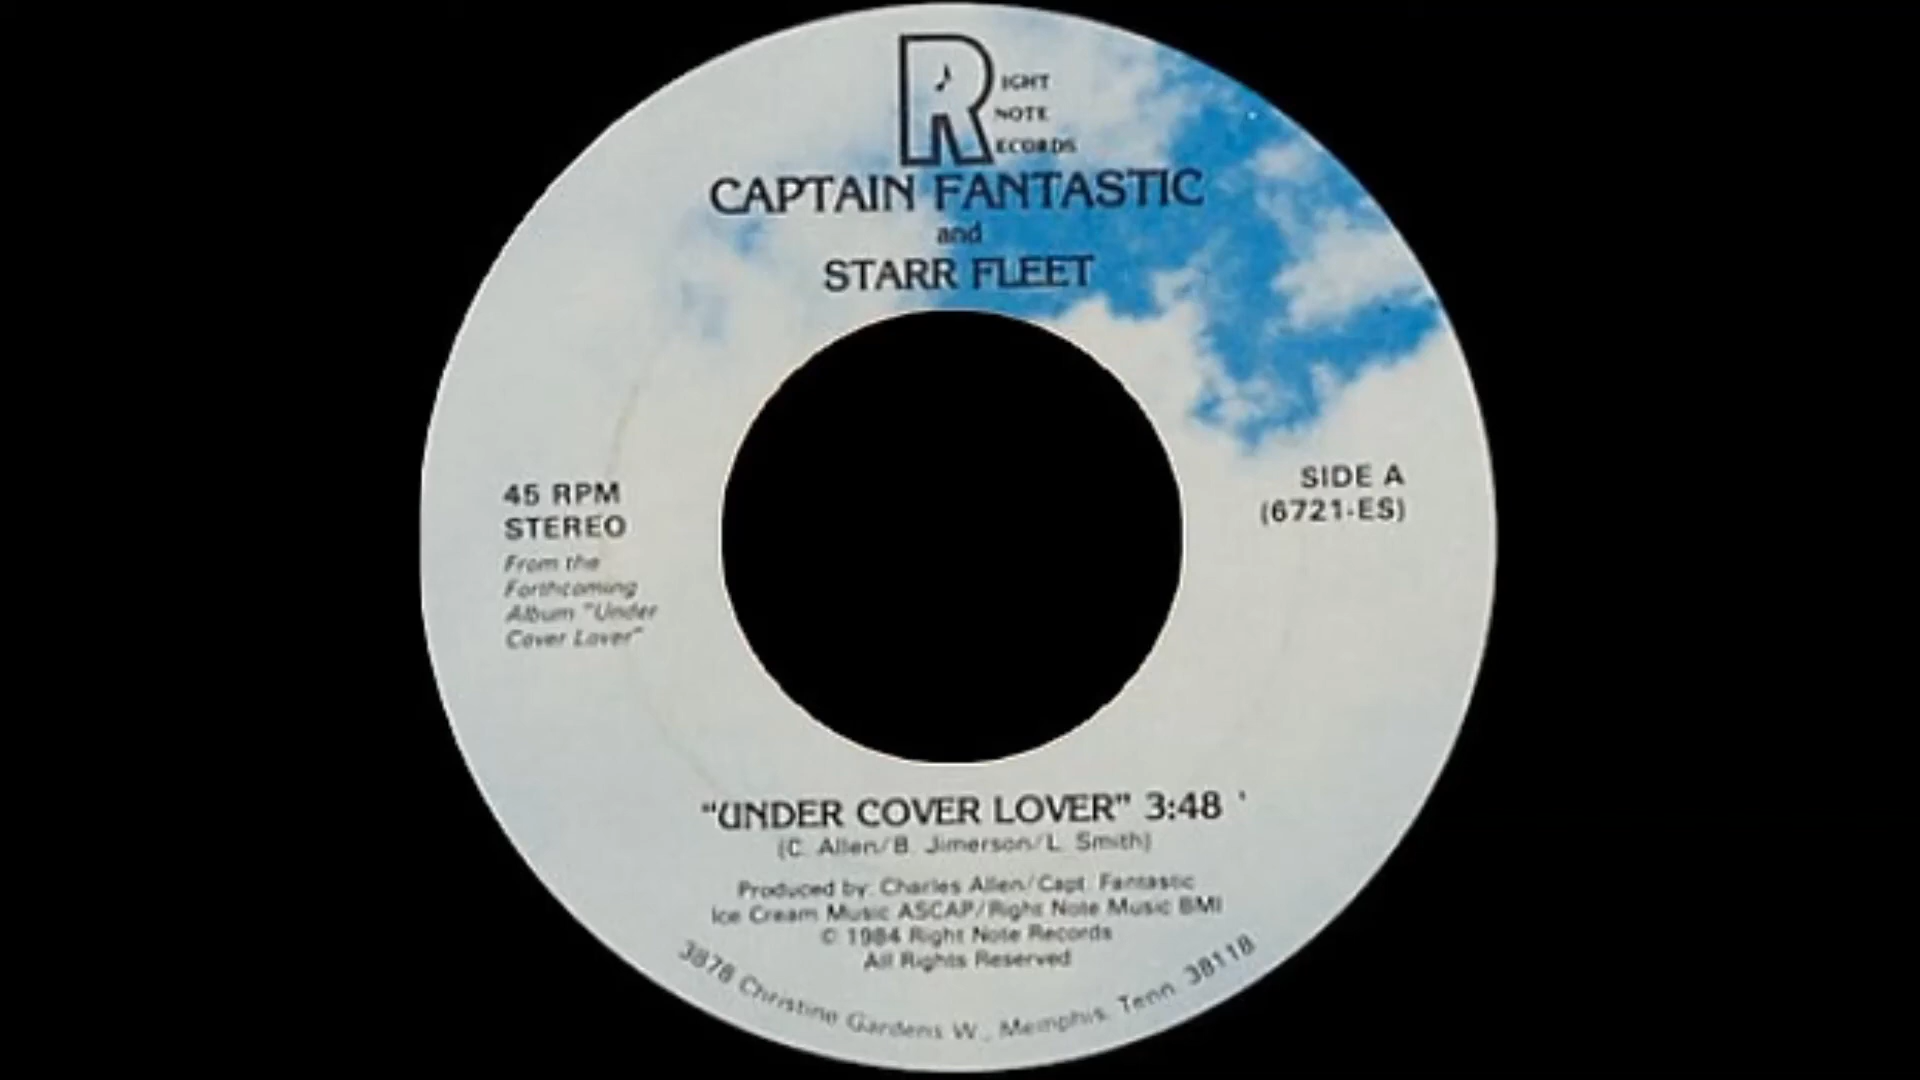 RIGHT
NOTE
RECORDS
CAPTAIN FANTASTIC
and
STARR FLEET
45 RPM
STEREO
From the
Forthcoming
Album "Under
Cover Lover"
SIDE A
(6721-ES)
"UNDER COVER LOVER" 3:48
(C. Allen/B. Jimerson/L. Smith)
Produced by: Charles Allen/Capt. Fantastic
Ice Cream Music ASCAP/Right Note Music BMI
© 1984 Right Note Records
All Rights Reserved
3878 Christine Gardens W., Memphis, Tenn. 38118